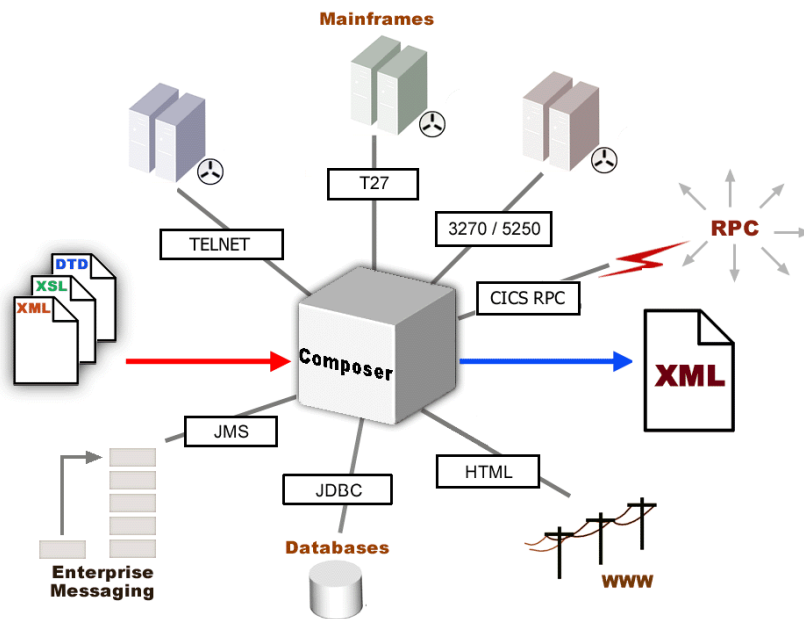 Mainframes
T27
TELNET
3270 / 5250
RPC
CICS RPC
DTD
XSL
XML
Composer
XML
JMS
HTML
JDBC
Databases
Enterprise
Messaging
WWW